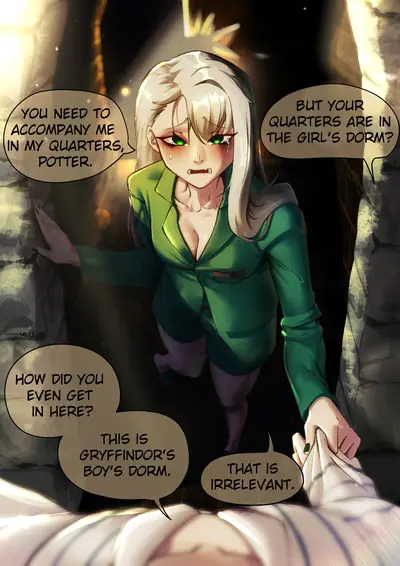 YOU NEED TO
ACCOMPANY ME
IN MY QUARTERS,
POTTER.
BUT YOUR
QUARTERS ARE IN
THE GIRL'S DORM?
HOW DID YOU
EVEN GET
IN HERE?
THIS IS
GRYFFINDOR'S
BOY'S DORM.
THAT IS
IRRELEVANT.